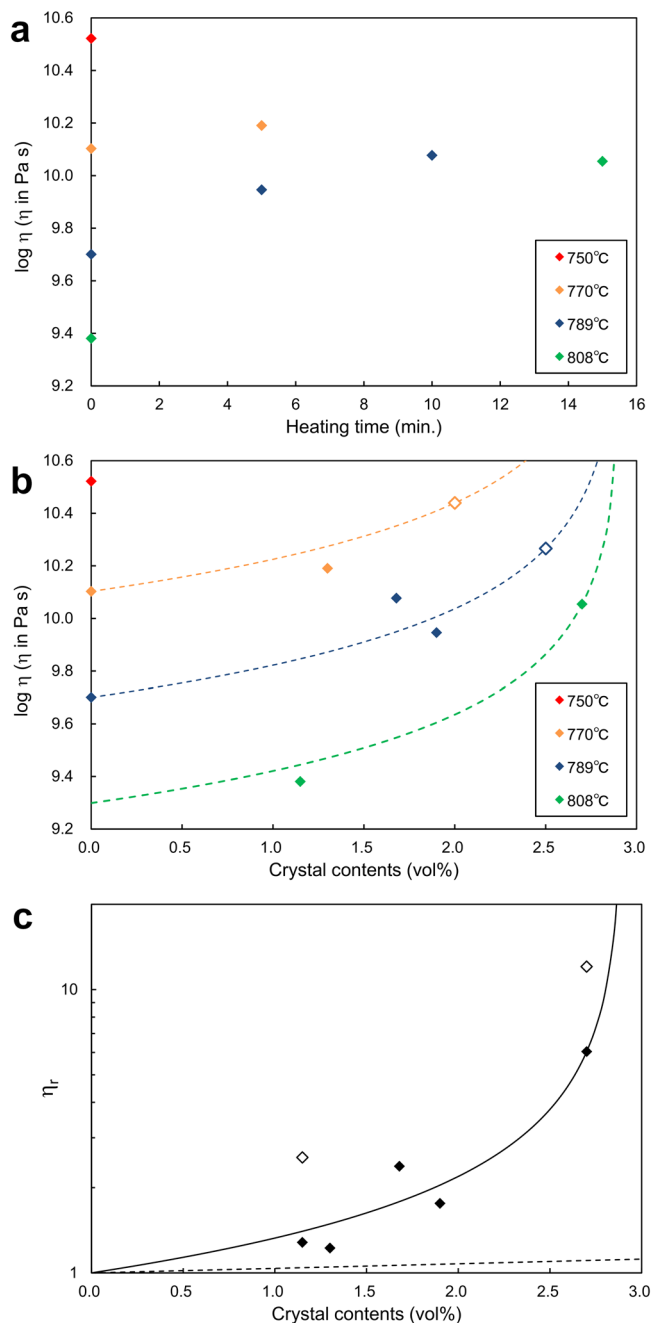 a
10.6
10.4
10.2
10.0
9.8
9.6
9.4
9.2
log η (η in Pa s)
0 2 4 6 8 10 12 14 16
Heating time (min.)
750°C
770°C
789°C
808°C
b
10.6
10.4
10.2
10.0
9.8
9.6
9.4
9.2
log η (η in Pa s)
0.0 0.5 1.0 1.5 2.0 2.5 3.0
Crystal contents (vol%)
750°C
770°C
789°C
808°C
c
10
1
ηr
0.0 0.5 1.0 1.5 2.0 2.5 3.0
Crystal contents (vol%)